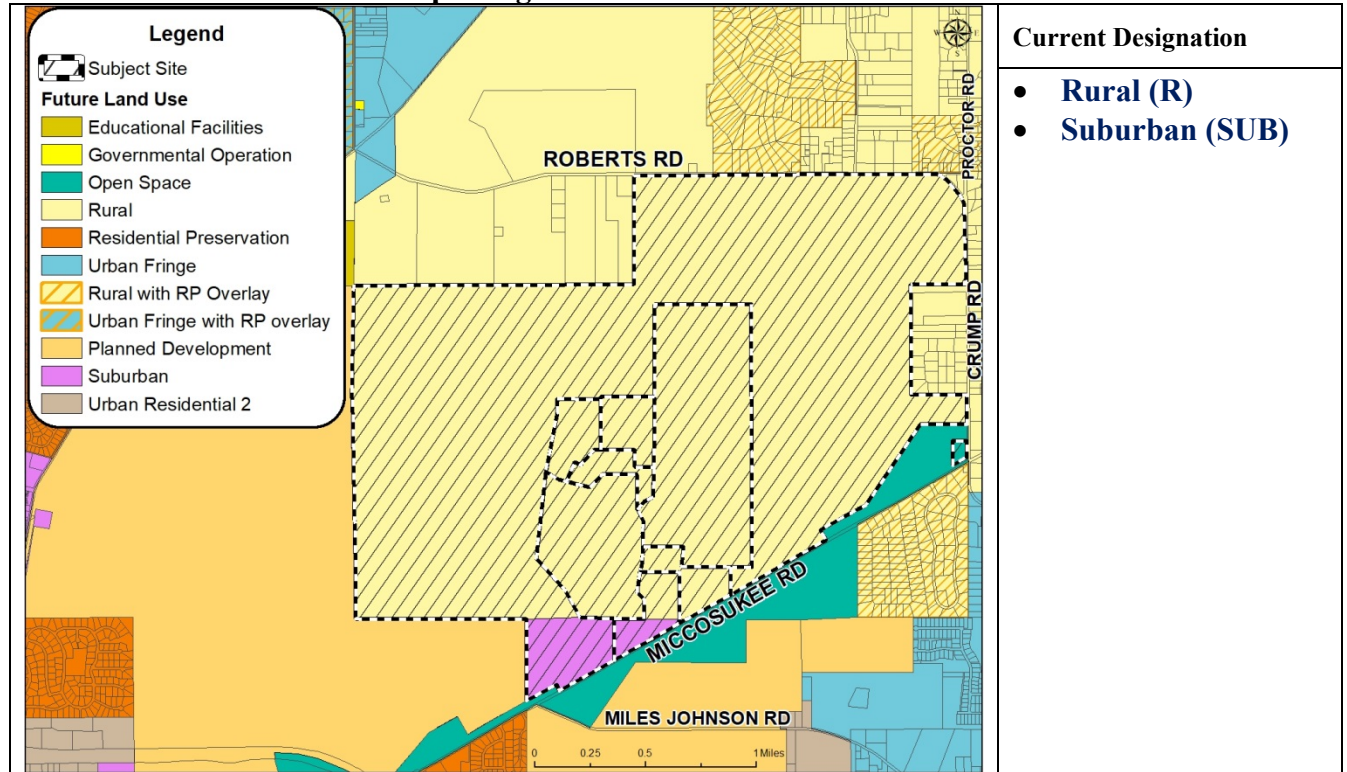 Legend
Subject Site
Future Land Use
Educational Facilities
Governmental Operation
Open Space
Rural
Residential Preservation
Urban Fringe
Rural with RP Overlay
Urban Fringe with RP overlay
Planned Development
Suburban
Urban Residential 2
N
W E
S
ROBERTS RD
PROCTOR RD
CRUMP RD
MICCOSUKEE RD
MILES JOHNSON RD
0 0.25 0.5 1 Miles
Current Designation
• Rural (R)
• Suburban (SUB)